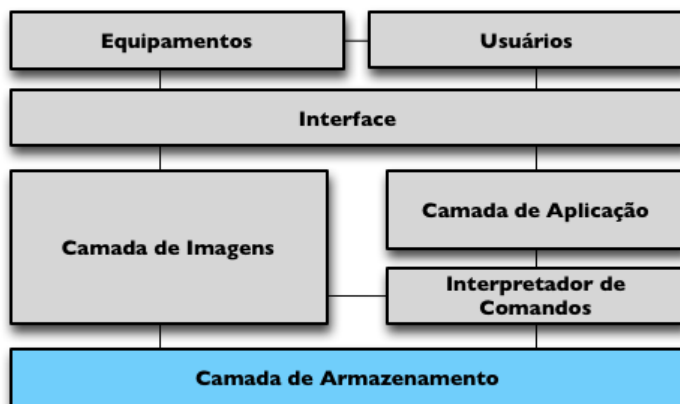 Equipamentos
Usuários
Interface
Camada de Imagens
Camada de Aplicação
Interpretador de
Comandos
Camada de Armazenamento